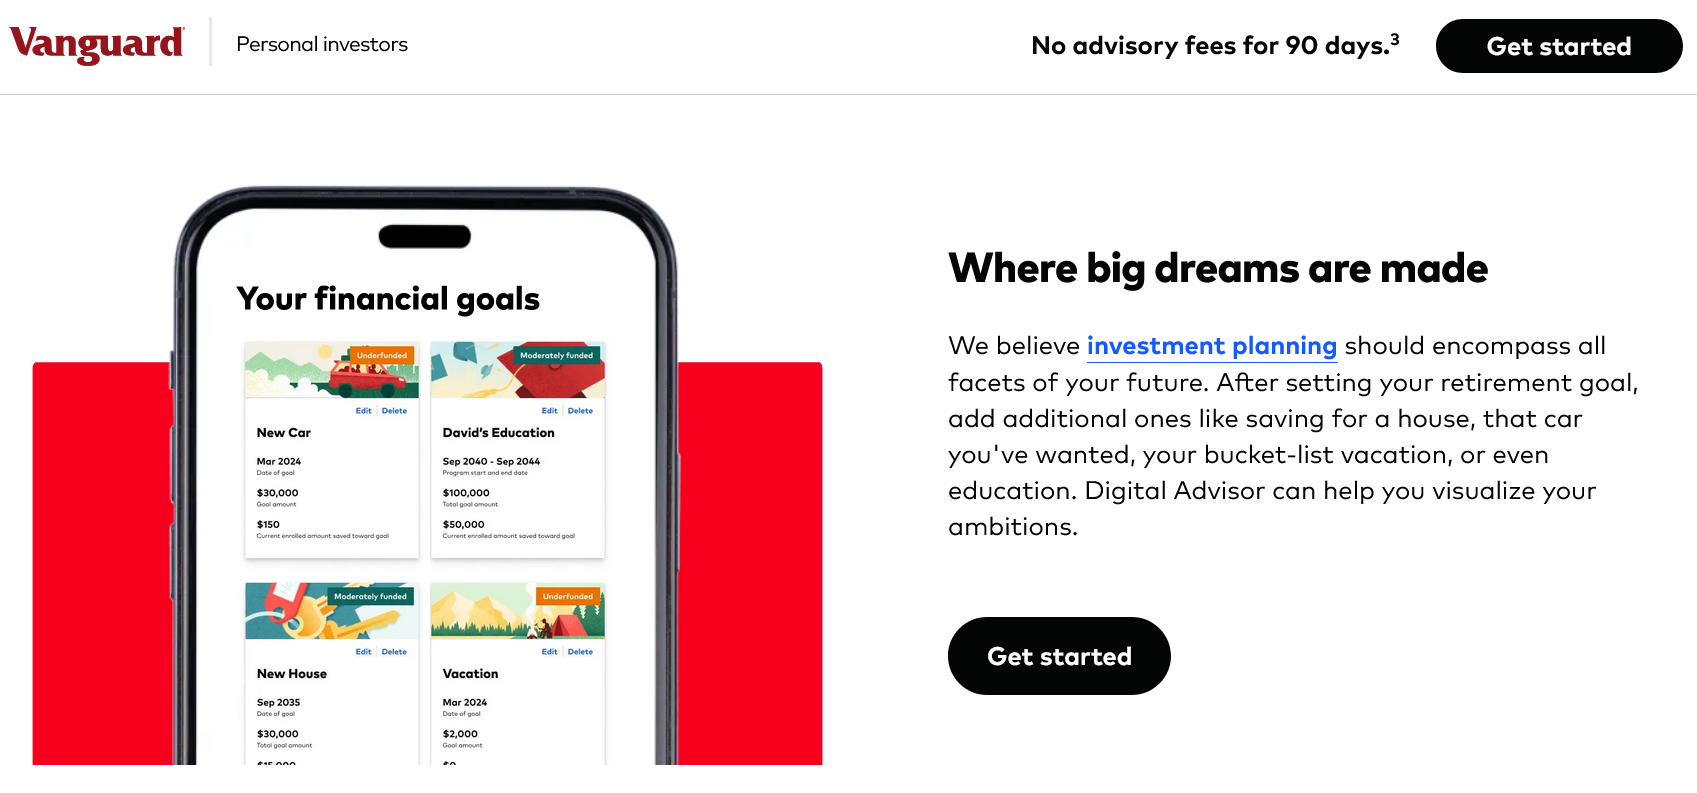 Vanguard®
Personal investors
No advisory fees for 90 days.³
Get started
Your financial goals
Underfunded
Edit | Delete
New Car
Mar 2024
Date of goal
$30,000
Goal amount
$150
Current enrolled amount saved toward goal
Moderately funded
Edit | Delete
David's Education
Sep 2040 - Sep 2044
Program start and end date
$100,000
Total goal amount
$50,000
Current enrolled amount saved toward goal
Moderately funded
Edit | Delete
New House
Sep 2035
Date of goal
$30,000
Total goal amount
$15,000
Underfunded
Edit | Delete
Vacation
Mar 2024
Date of goal
$2,000
Goal amount
$0
Where big dreams are made
We believe investment planning should encompass all
facets of your future. After setting your retirement goal,
add additional ones like saving for a house, that car
you've wanted, your bucket-list vacation, or even
education. Digital Advisor can help you visualize your
ambitions.
Get started